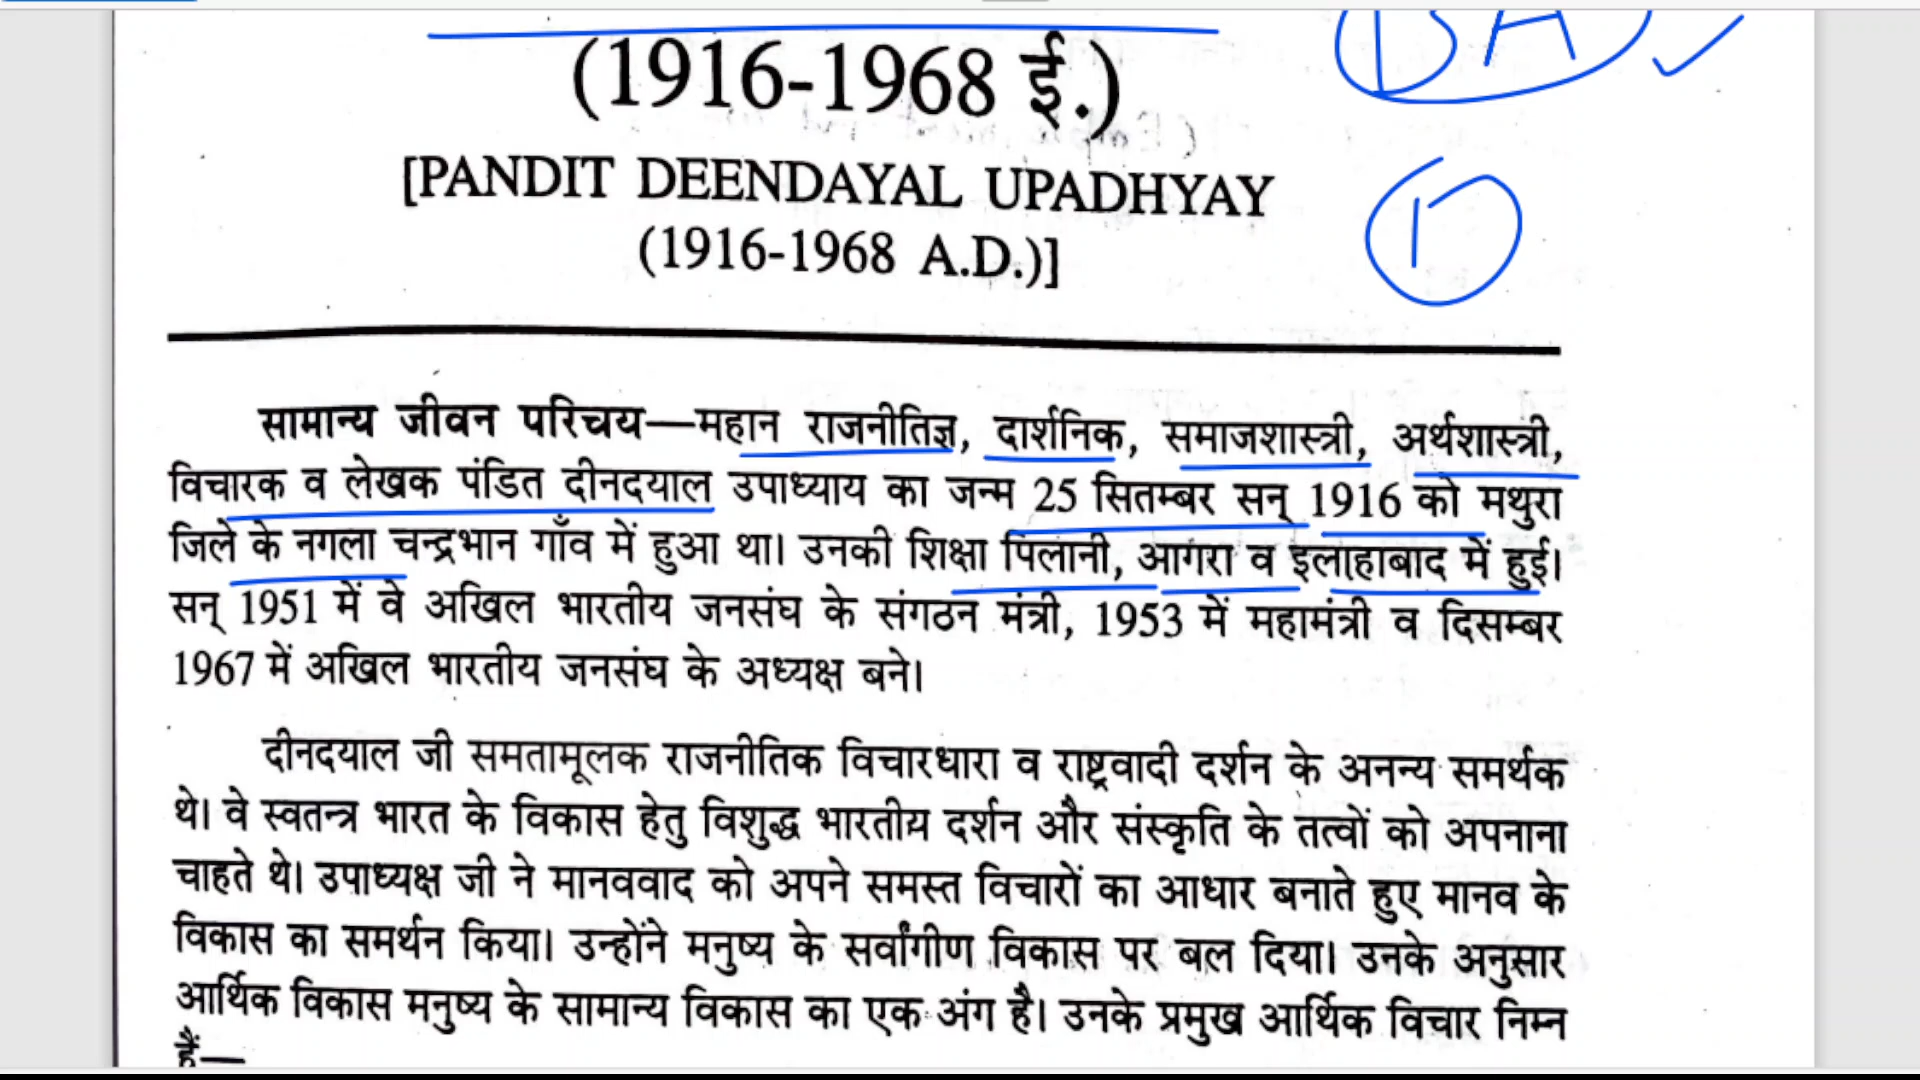 BA
(1916-1968 ई.)
[PANDIT DEENDAYAL UPADHYAY
(1916-1968 A.D.)]
सामान्य जीवन परिचय—महान राजनीतिज्ञ, दार्शनिक, समाजशास्त्री, अर्थशास्त्री,
विचारक व लेखक पंडित दीनदयाल उपाध्याय का जन्म 25 सितम्बर सन् 1916 को मथुरा
जिले के नगला चन्द्रभान गाँव में हुआ था। उनकी शिक्षा पिलानी, आगरा व इलाहाबाद में हुई।
सन् 1951 में वे अखिल भारतीय जनसंघ के संगठन मंत्री, 1953 में महामंत्री व दिसम्बर
1967 में अखिल भारतीय जनसंघ के अध्यक्ष बने।
दीनदयाल जी समतामूलक राजनीतिक विचारधारा व राष्ट्रवादी दर्शन के अनन्य समर्थक
थे। वे स्वतन्त्र भारत के विकास हेतु विशुद्ध भारतीय दर्शन और संस्कृति के तत्वों को अपनाना
चाहते थे। उपाध्यक्ष जी ने मानववाद को अपने समस्त विचारों का आधार बनाते हुए मानव के
विकास का समर्थन किया। उन्होंने मनुष्य के सर्वांगीण विकास पर बल दिया। उनके अनुसार
आर्थिक विकास मनुष्य के सामान्य विकास का एक अंग है। उनके प्रमुख आर्थिक विचार निम्न
हैं—